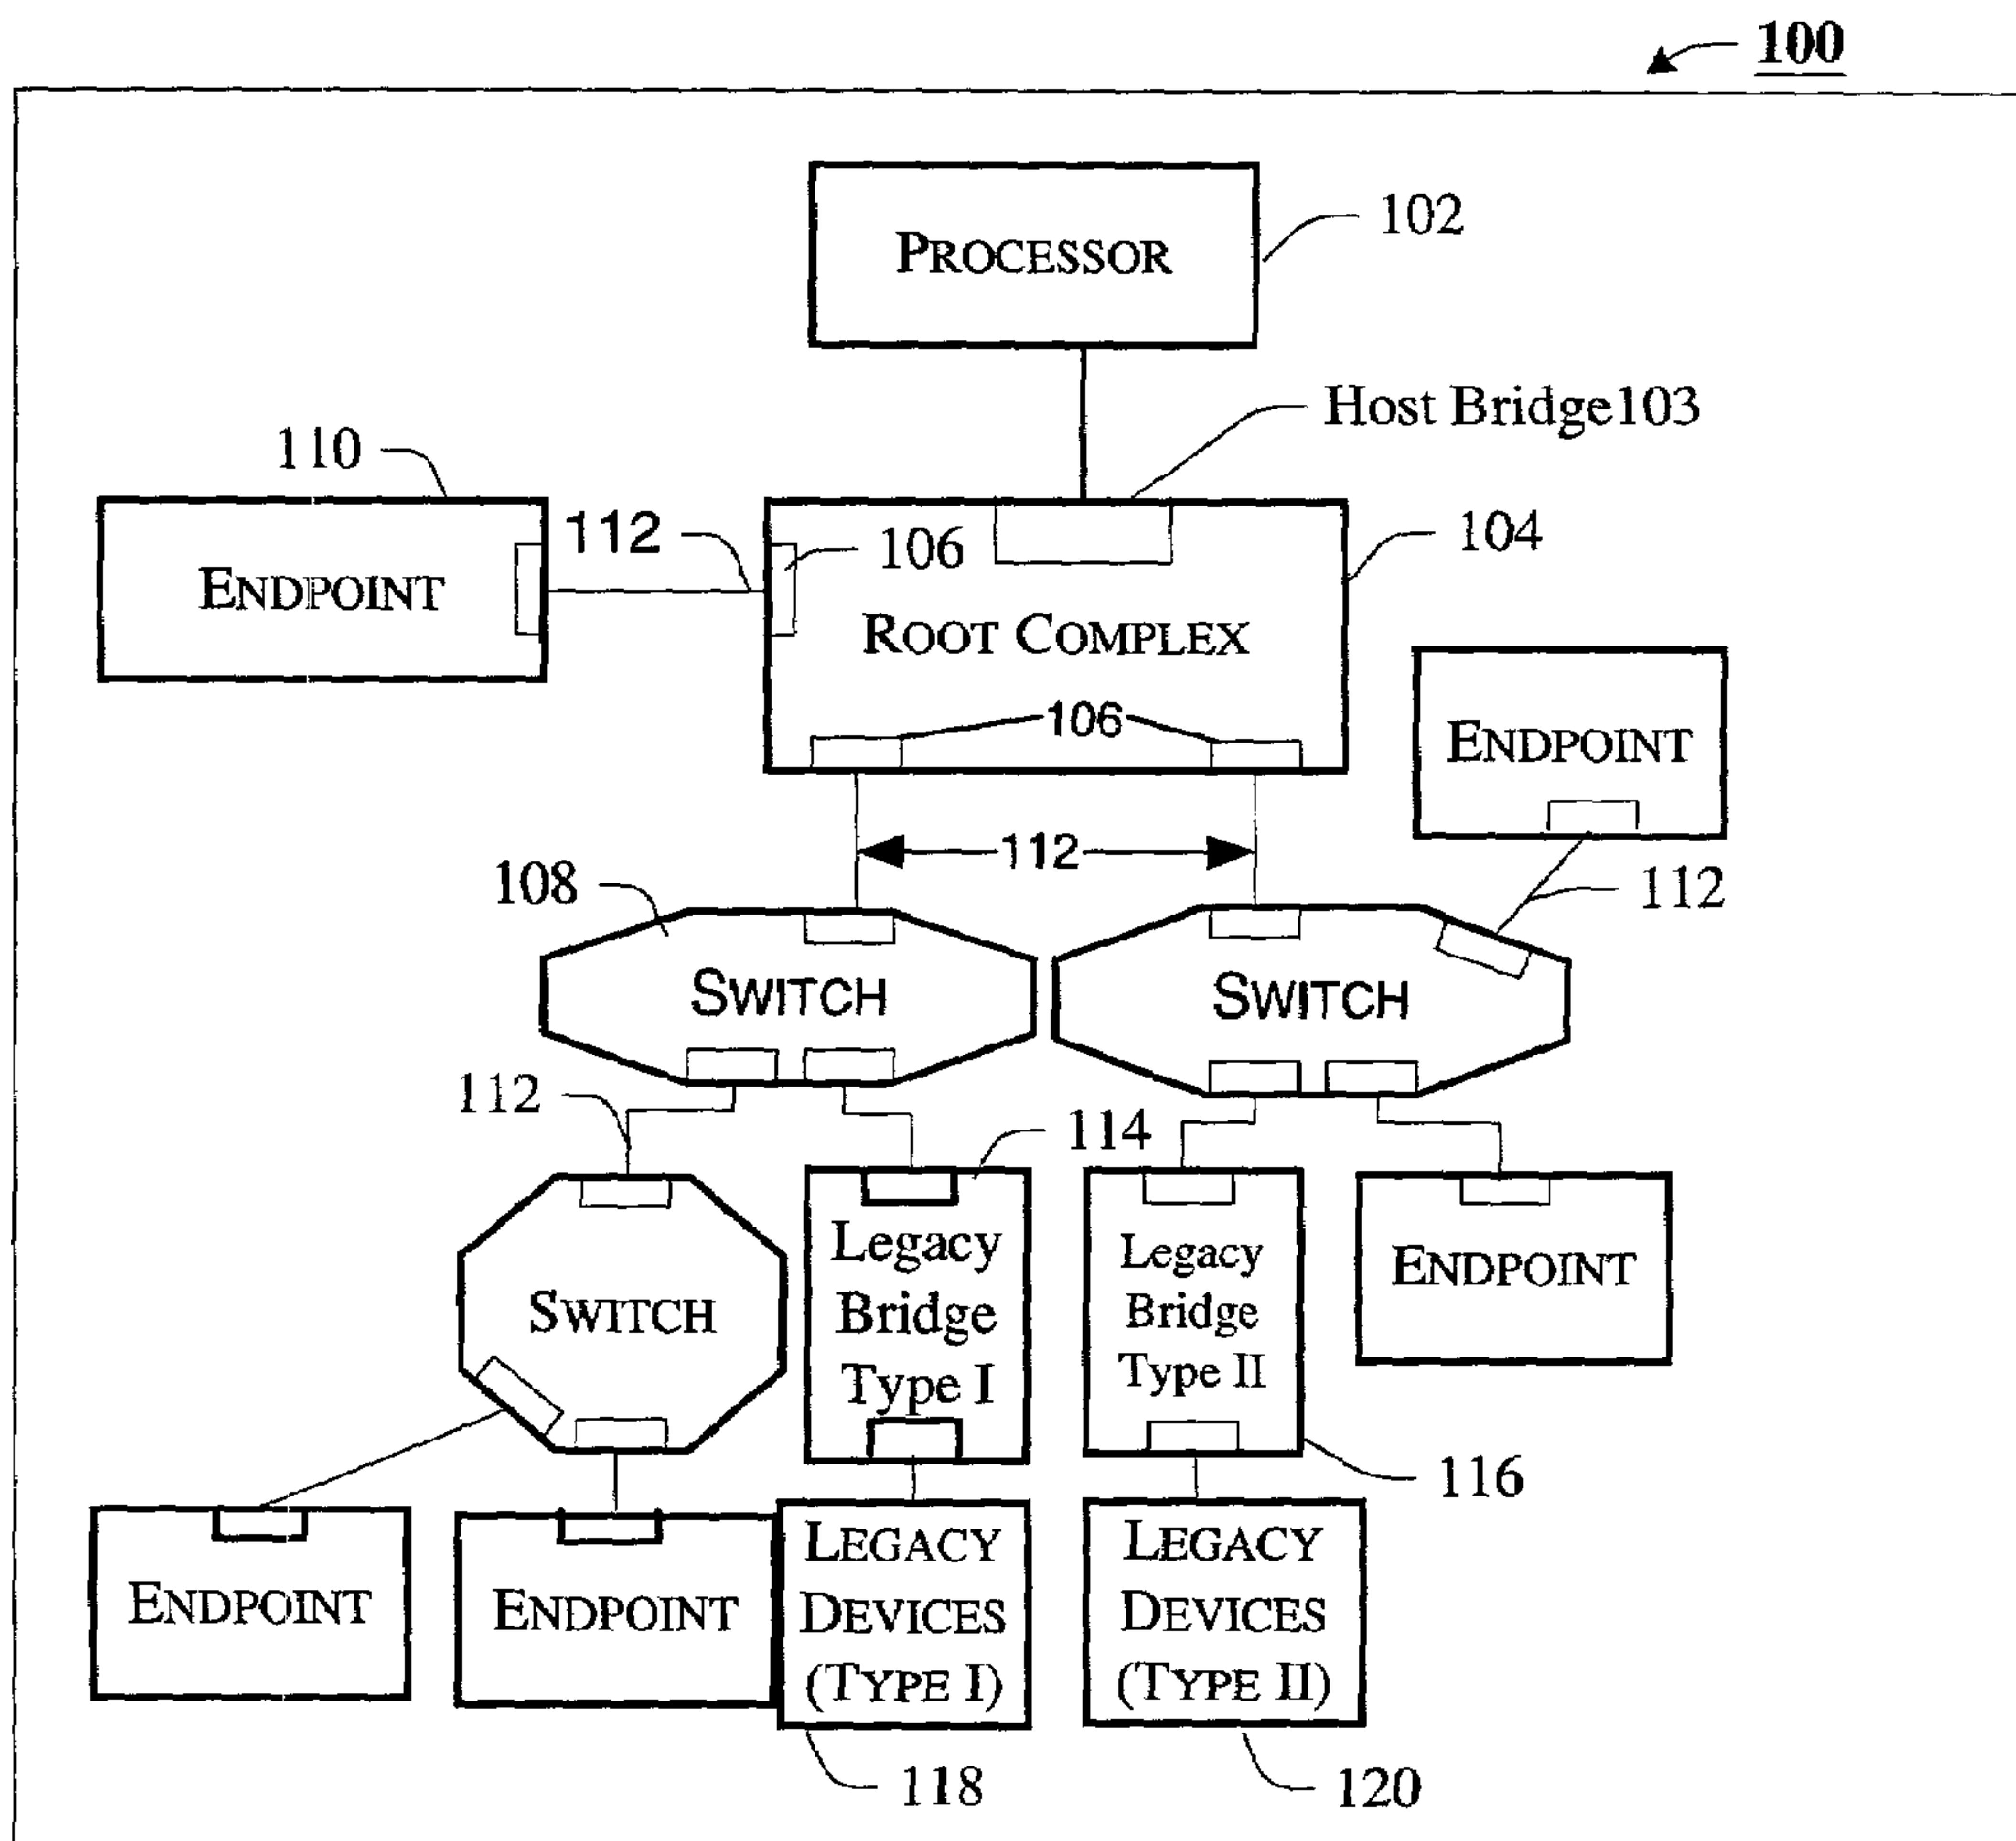 100
PROCESSOR
102
Host Bridge103
110
112
106
104
ENDPOINT
ROOT COMPLEX
106
ENDPOINT
112
108
112
SWITCH
SWITCH
112
114
Legacy
Bridge
Type I
Legacy
Bridge
Type II
ENDPOINT
SWITCH
116
ENDPOINT
ENDPOINT
LEGACY
DEVICES
(TYPE I)
LEGACY
DEVICES
(TYPE II)
118
120